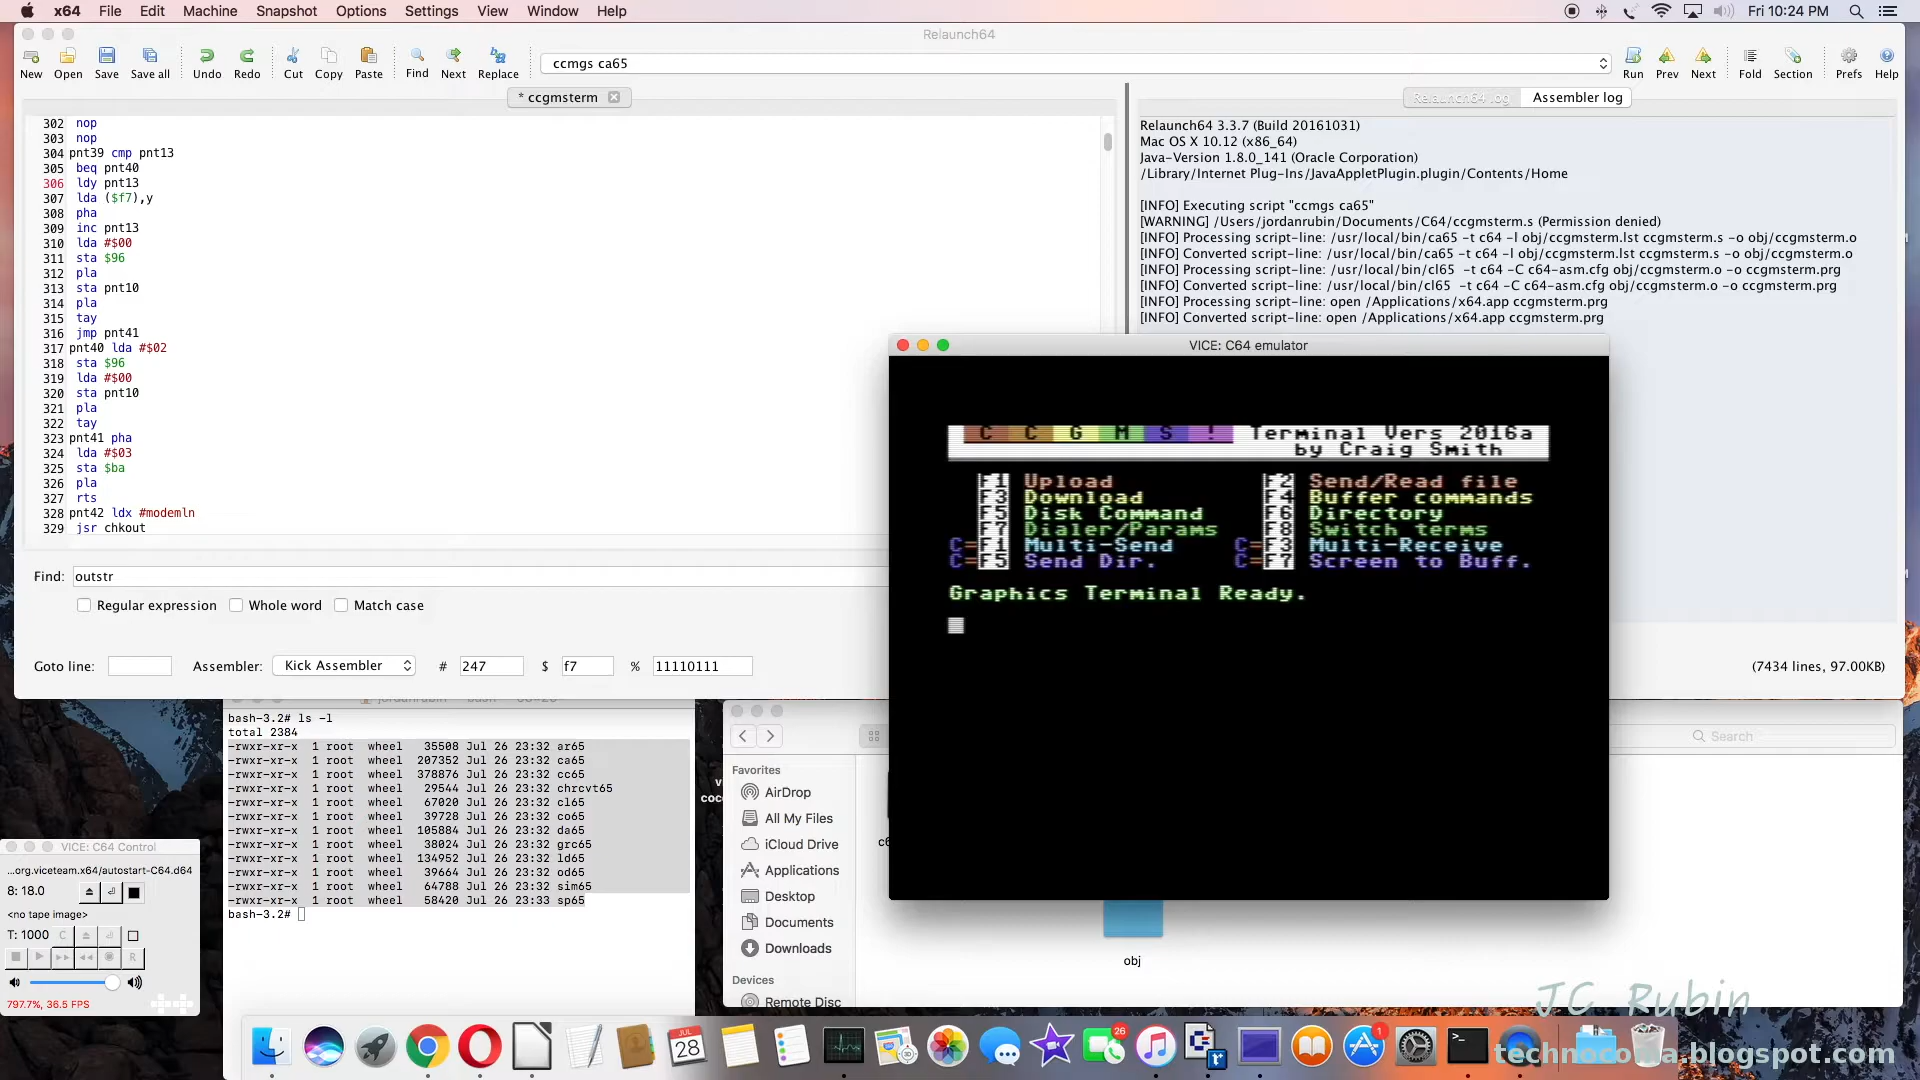 x64 File Edit Machine Snapshot Options Settings View Window Help Fri 10:24 PM
Relaunch64
New Open Save Save all Undo Redo Cut Copy Paste Find Next Replace ccmgs ca65 Run Prev Next Fold Section Prefs Help
* ccgmsterm
302 nop
303 nop
304 pnt39 cmp pnt13
305 beq pnt40
306 ldy pnt13
307 lda ($f7),y
308 pha
309 inc pnt13
310 lda #$00
311 sta $96
312 pla
313 sta pnt10
314 pla
315 tay
316 jmp pnt41
317 pnt40 lda #$02
318 sta $96
319 lda #$00
320 sta pnt10
321 pla
322 tay
323 pnt41 pha
324 lda #$03
325 sta $ba
326 pla
327 rts
328 pnt42 ldx #modemln
329 jsr chkout
Find: outstr
Regular expression Whole word Match case
Goto line: Assembler: Kick Assembler # 247 $ f7 % 11110111
Relaunch64 log Assembler log
Relaunch64 3.3.7 (Build 20161031)
Mac OS X 10.12 (x86_64)
Java-Version 1.8.0_141 (Oracle Corporation)
/Library/Internet Plug-Ins/JavaAppletPlugin.plugin/Contents/Home
[INFO] Executing script "ccmgs ca65"
[WARNING] /Users/jordanrubin/Documents/C64/ccgmsterm.s (Permission denied)
[INFO] Processing script-line: /usr/local/bin/ca65 -t c64 -l obj/ccgmsterm.lst ccgmsterm.s -o obj/ccgmsterm.o
[INFO] Converted script-line: /usr/local/bin/ca65 -t c64 -l obj/ccgmsterm.lst ccgmsterm.s -o obj/ccgmsterm.o
[INFO] Processing script-line: /usr/local/bin/cl65 -t c64 -C c64-asm.cfg obj/ccgmsterm.o -o ccgmsterm.prg
[INFO] Converted script-line: /usr/local/bin/cl65 -t c64 -C c64-asm.cfg obj/ccgmsterm.o -o ccgmsterm.prg
[INFO] Processing script-line: open /Applications/x64.app ccgmsterm.prg
[INFO] Converted script-line: open /Applications/x64.app ccgmsterm.prg
(7434 lines, 97.00KB)
VICE: C64 emulator
C C G M S ! Terminal Vers 2016a
by Craig Smith
F1 Upload F2 Send/Read file
F3 Download F4 Buffer commands
F5 Disk Command F6 Directory
F7 Dialer/Params F8 Switch terms
C=F1 Multi-Send C=F3 Multi-Receive
C=F5 Send Dir. C=F7 Screen to Buff.
Graphics Terminal Ready.
bash-3.2# ls -l
total 2384
-rwxr-xr-x 1 root wheel 35508 Jul 26 23:32 ar65
-rwxr-xr-x 1 root wheel 207352 Jul 26 23:32 ca65
-rwxr-xr-x 1 root wheel 378876 Jul 26 23:32 cc65
-rwxr-xr-x 1 root wheel 29544 Jul 26 23:32 chrcvt65
-rwxr-xr-x 1 root wheel 67020 Jul 26 23:32 cl65
-rwxr-xr-x 1 root wheel 39728 Jul 26 23:32 co65
-rwxr-xr-x 1 root wheel 105884 Jul 26 23:32 da65
-rwxr-xr-x 1 root wheel 38024 Jul 26 23:32 grc65
-rwxr-xr-x 1 root wheel 134952 Jul 26 23:32 ld65
-rwxr-xr-x 1 root wheel 39664 Jul 26 23:32 od65
-rwxr-xr-x 1 root wheel 64788 Jul 26 23:32 sim65
-rwxr-xr-x 1 root wheel 58420 Jul 26 23:33 sp65
bash-3.2#
VICE: C64 Control
...org.viceteam.x64/autostart-C64.d64
8: 18.0
<no tape image>
T: 1000 C
R
797.7%, 36.5 FPS
Search
Favorites
AirDrop
All My Files
iCloud Drive
Applications
Desktop
Documents
Downloads
Devices
Remote Disc
obj
JUL
28
26
1
JC Rubin
technocoma.blogspot.com